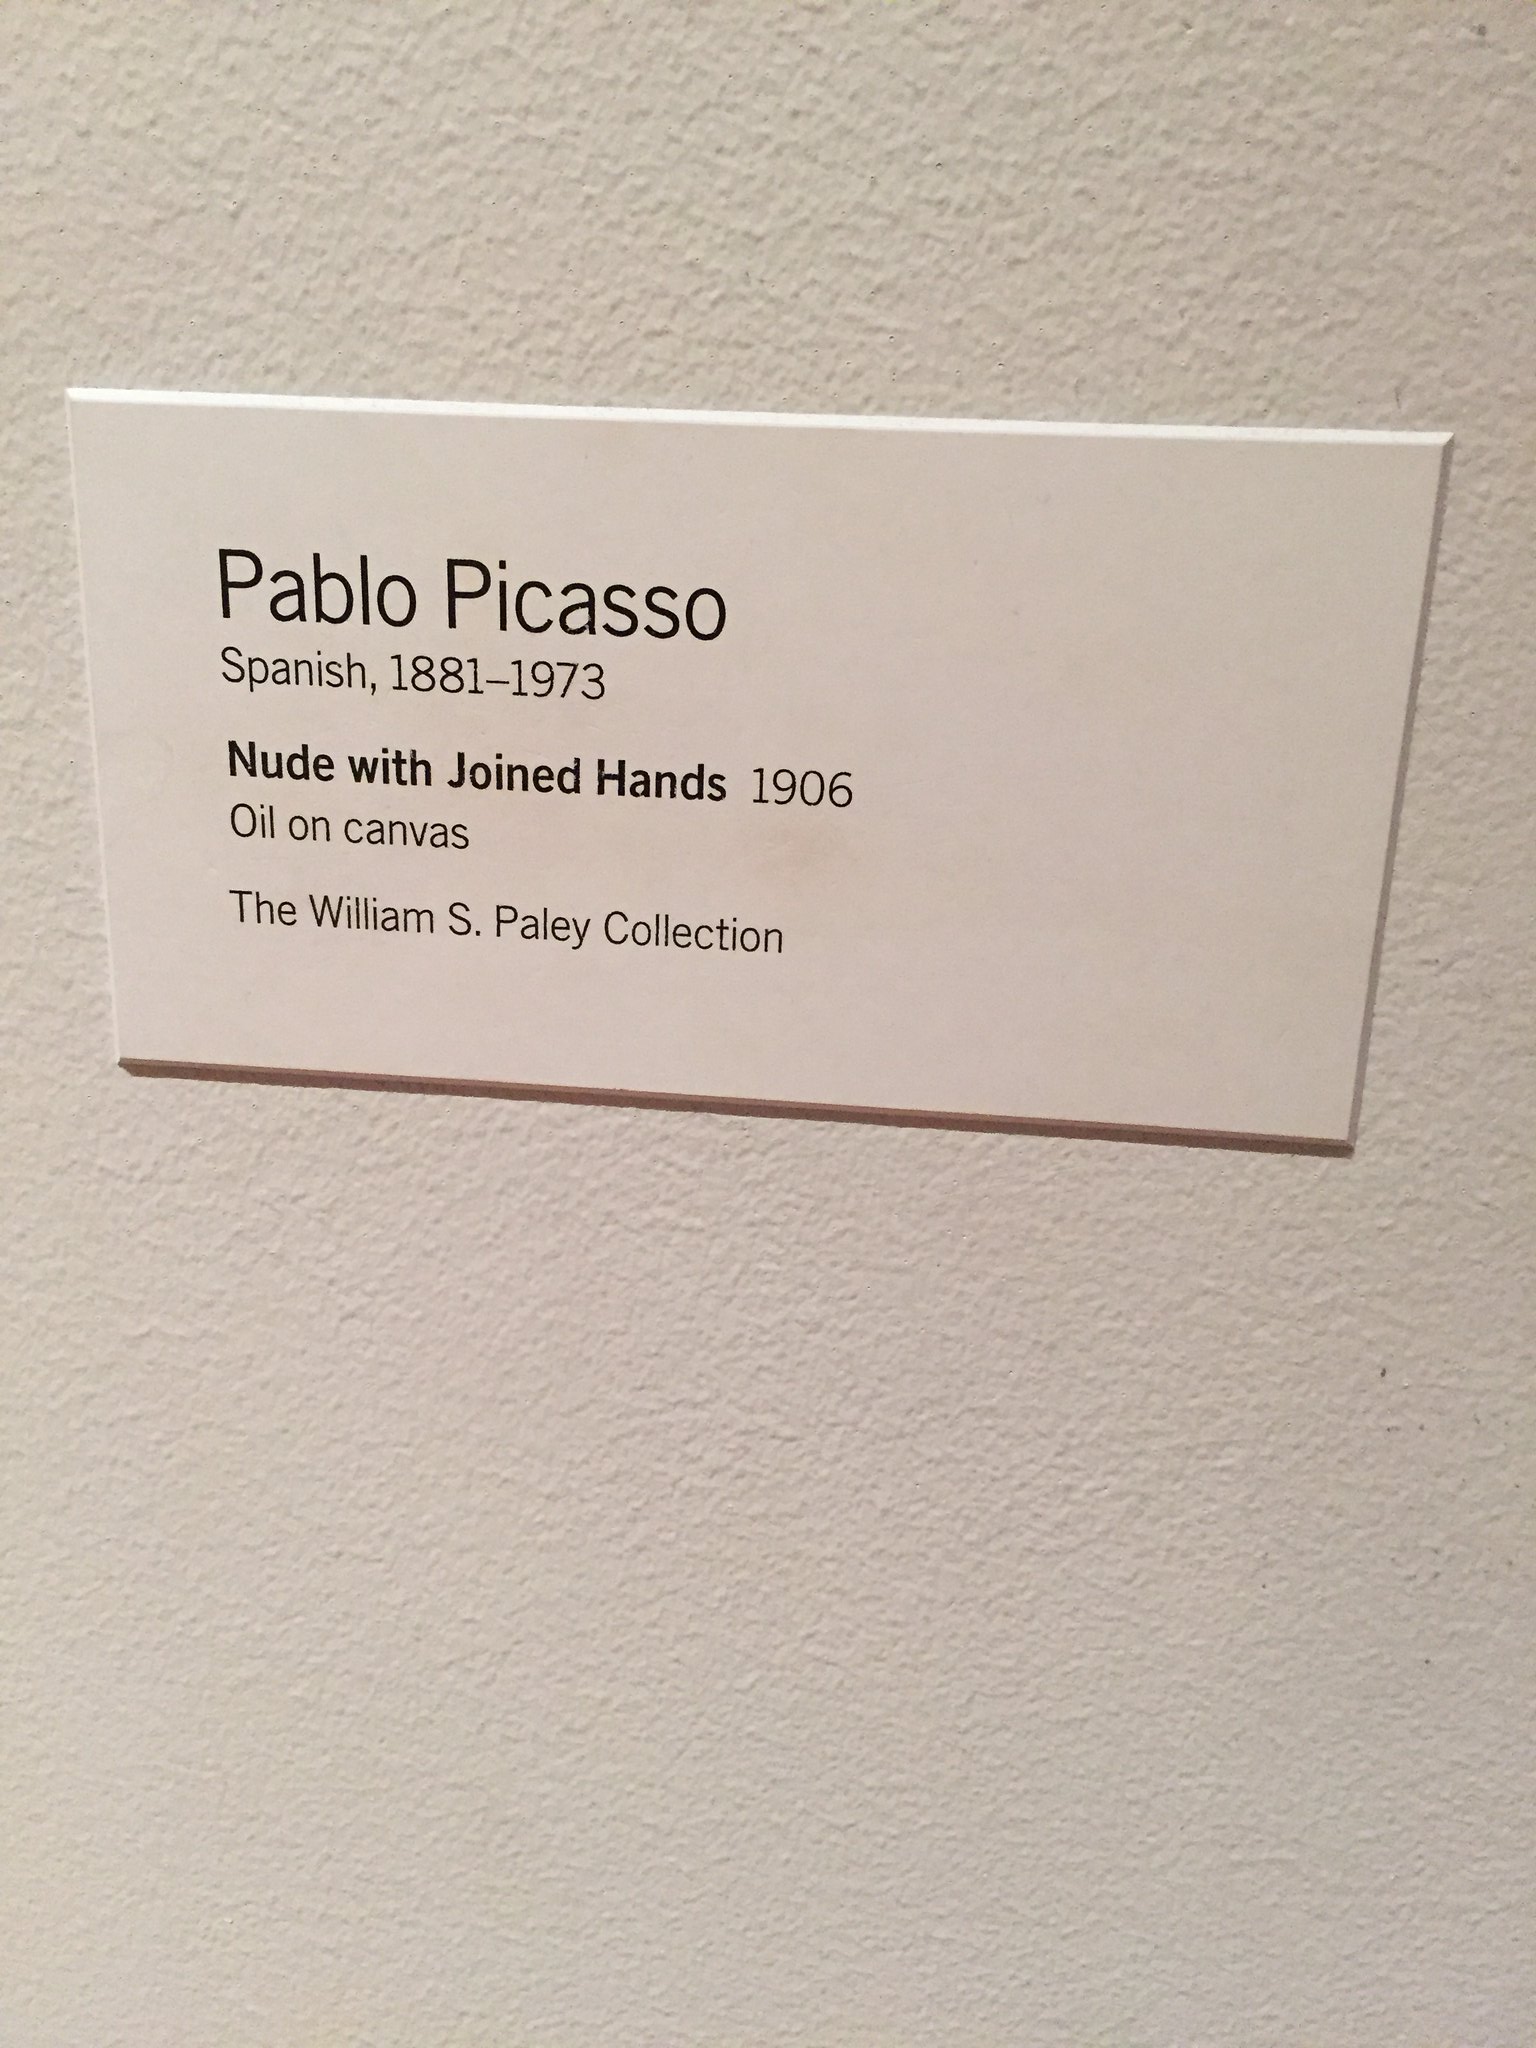 Pablo Picasso
Spanish, 1881–1973
Nude with Joined Hands 1906
Oil on canvas
The William S. Paley Collection